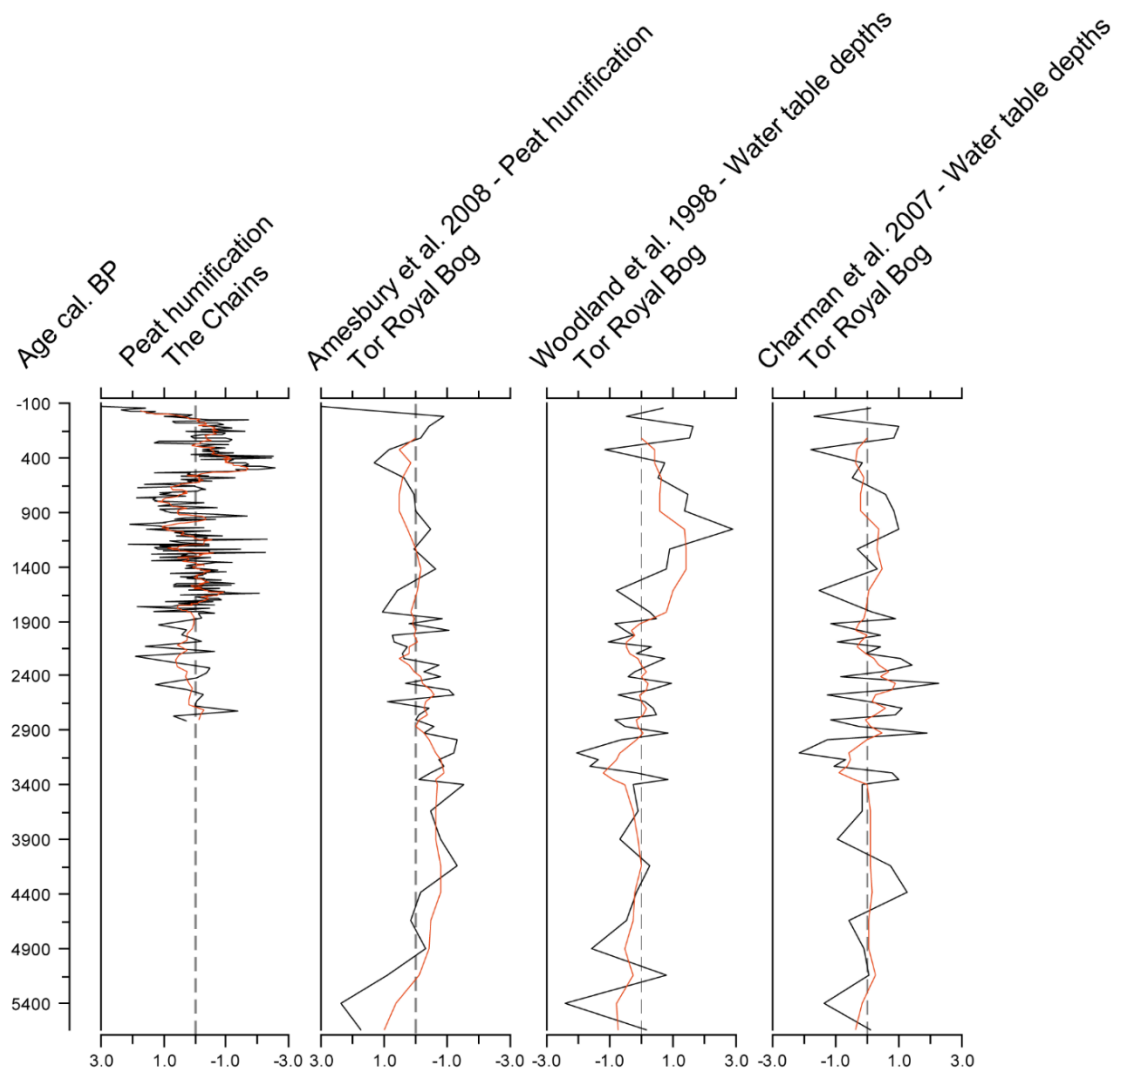 Age cal. BP
Peat humification
The Chains
Amesbury et al. 2008 - Peat humification
Tor Royal Bog
Woodland et al. 1998 - Water table depths
Tor Royal Bog
Charman et al. 2007 - Water table depths
Tor Royal Bog
-100
400
900
1400
1900
2400
2900
3400
3900
4400
4900
5400
3.0 1.0 -1.0 -3.0 3.0 1.0 -1.0 -3.0 -3.0 -1.0 1.0 3.0 -3.0 -1.0 1.0 3.0